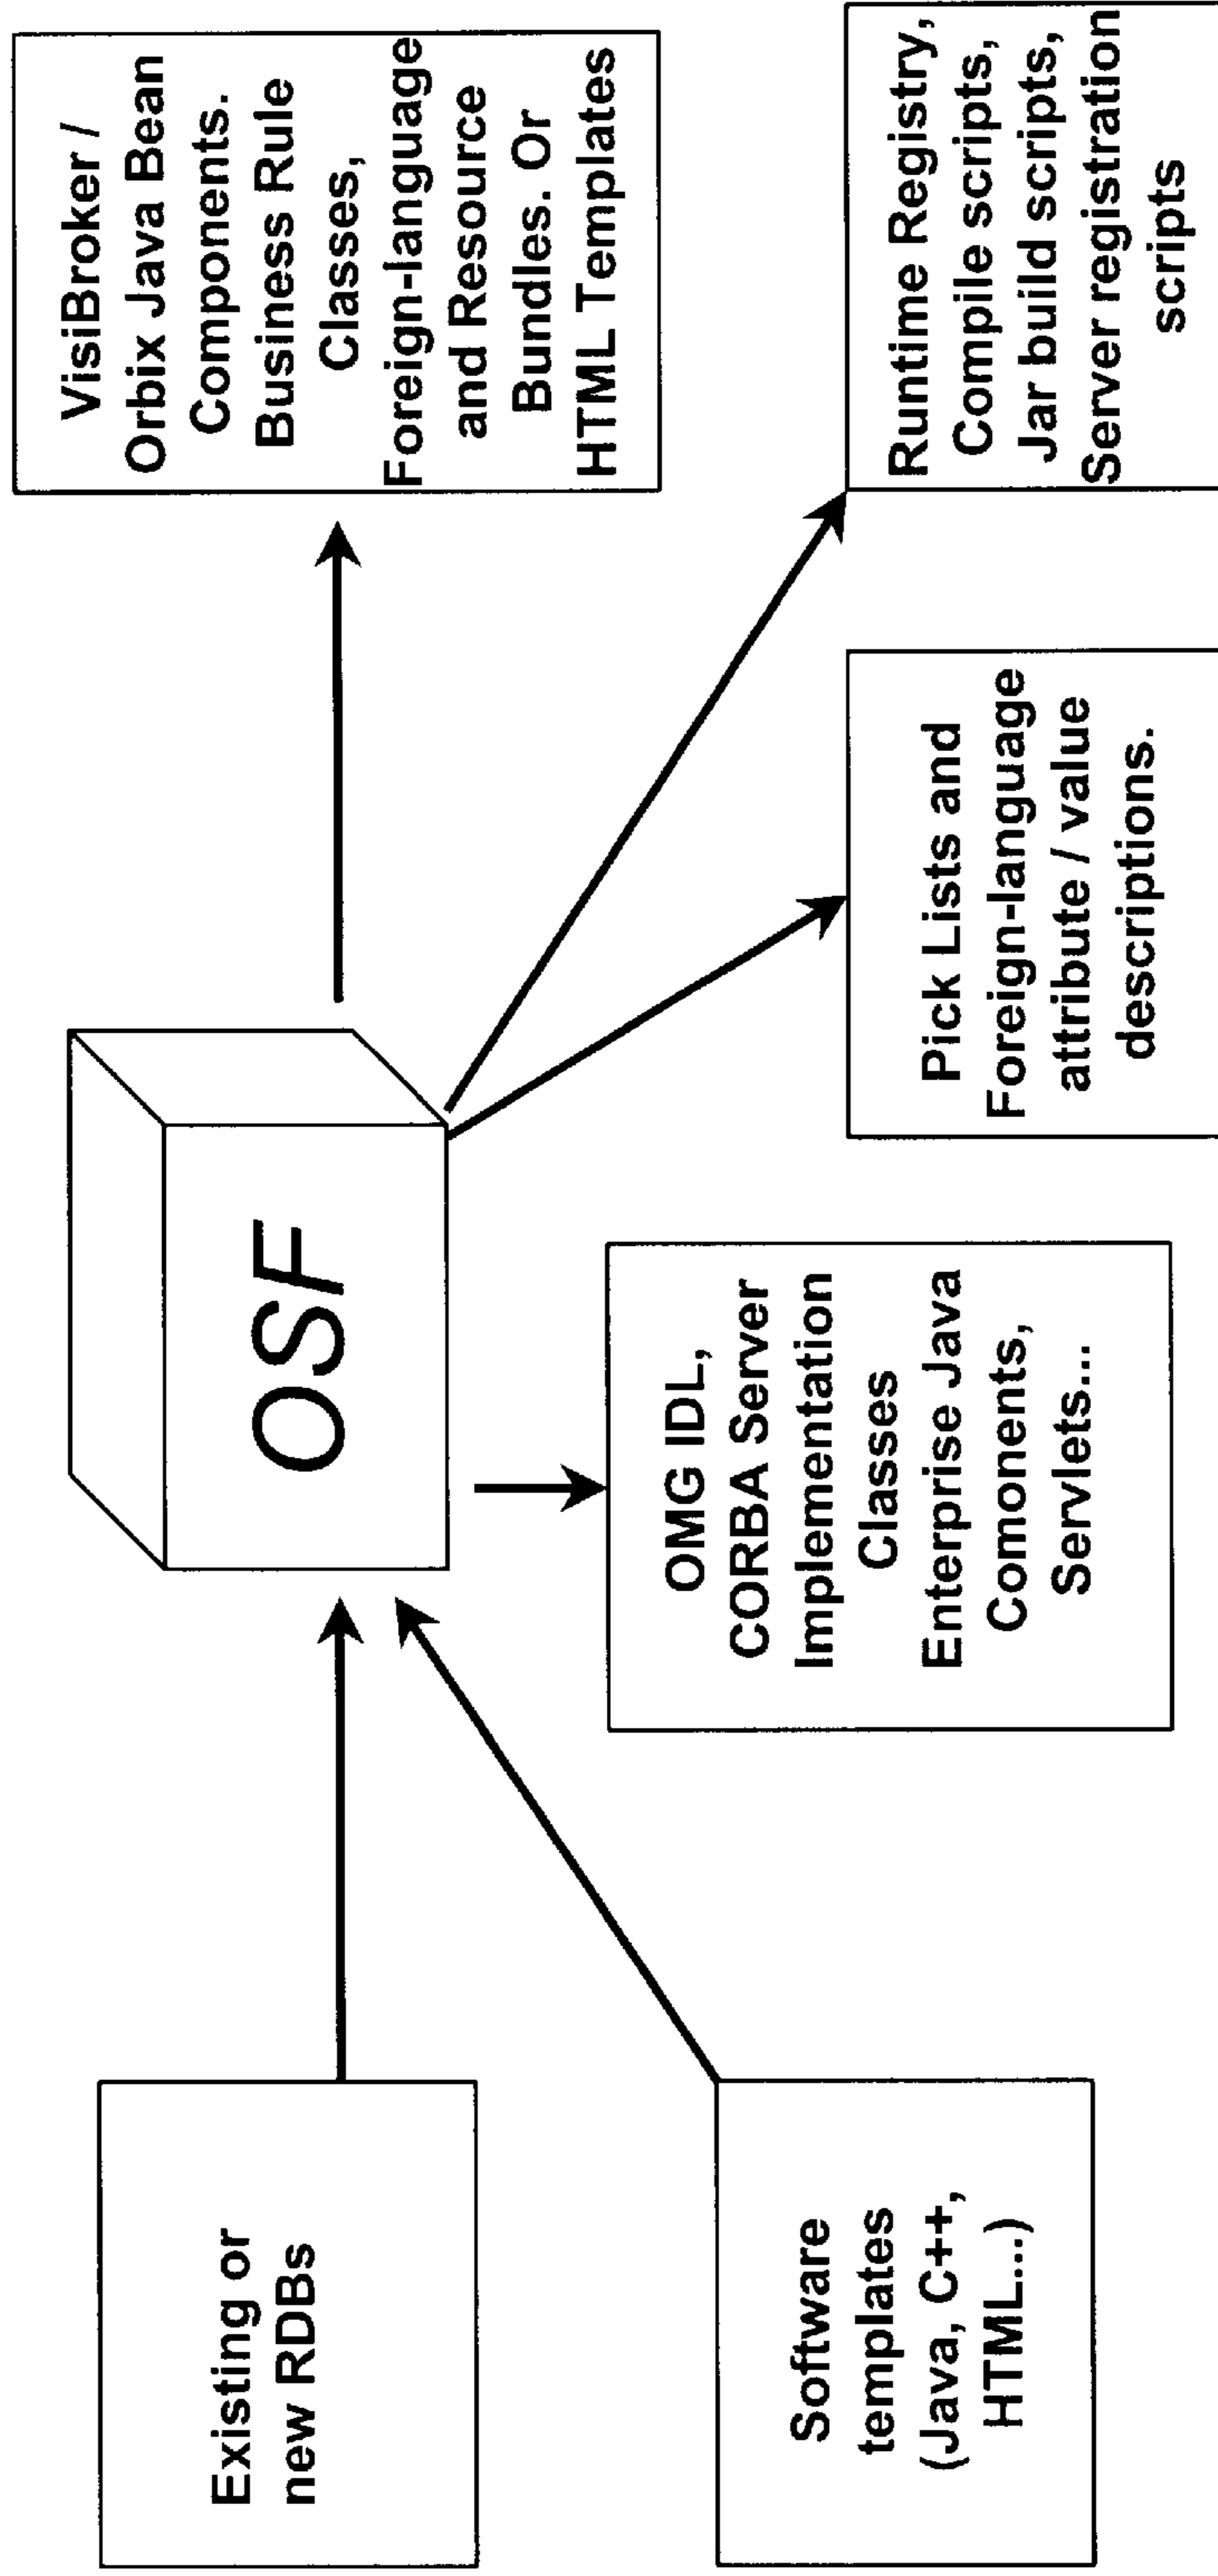 Existing or
new RDBs
Software
templates
(Java, C++,
HTML...)
OSF
OMG IDL,
CORBA Server
Implementation
Classes
Enterprise Java
Comonents,
Servlets...
Pick Lists and
Foreign-language
attribute / value
descriptions.
VisiBroker /
Orbix Java Bean
Components.
Business Rule
Classes,
Foreign-language
and Resource
Bundles. Or
HTML Templates
Runtime Registry,
Compile scripts,
Jar build scripts,
Server registration
scripts